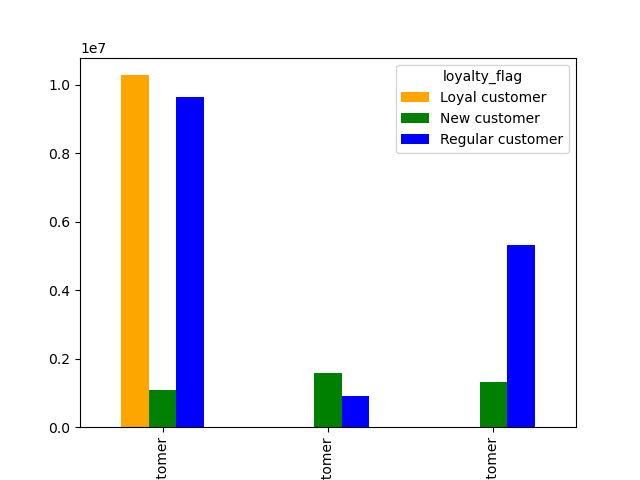 1e7
loyalty_flag
Loyal customer
New customer
Regular customer
1.0
0.8
0.6
0.4
0.2
0.0
tomer
tomer
tomer